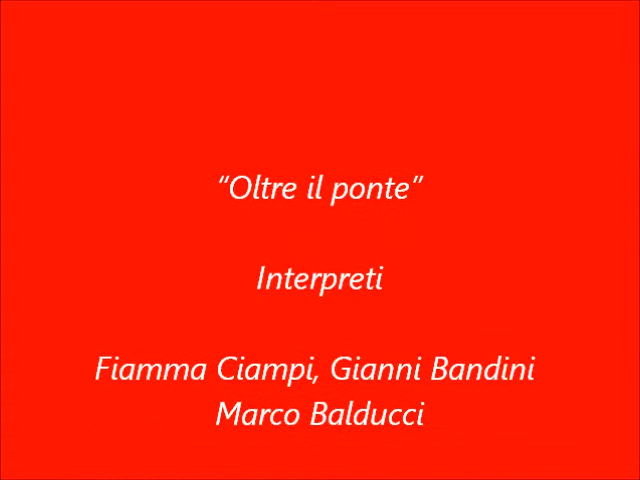 “Oltre il ponte”
Interpreti
Fiamma Ciampi, Gianni Bandini
Marco Balducci